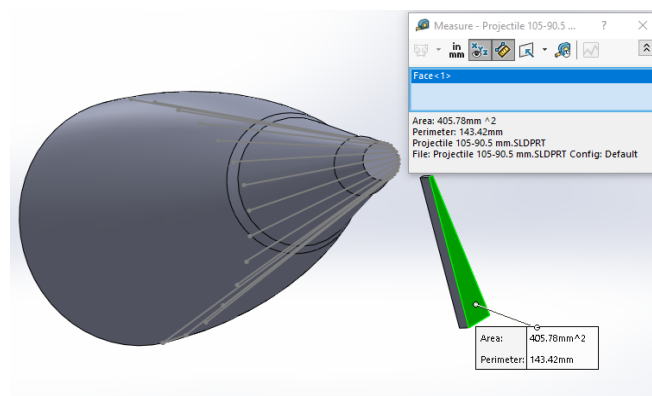 Measure - Projectile 105-90.5 ... ?
in
mm
XYZ
Face<1>
Area: 405.78mm ^2
Perimeter: 143.42mm
Projectile 105-90.5 mm.SLDPRT
File: Projectile 105-90.5 mm.SLDPRT Config: Default
Area: 405.78mm^2
Perimeter: 143.42mm